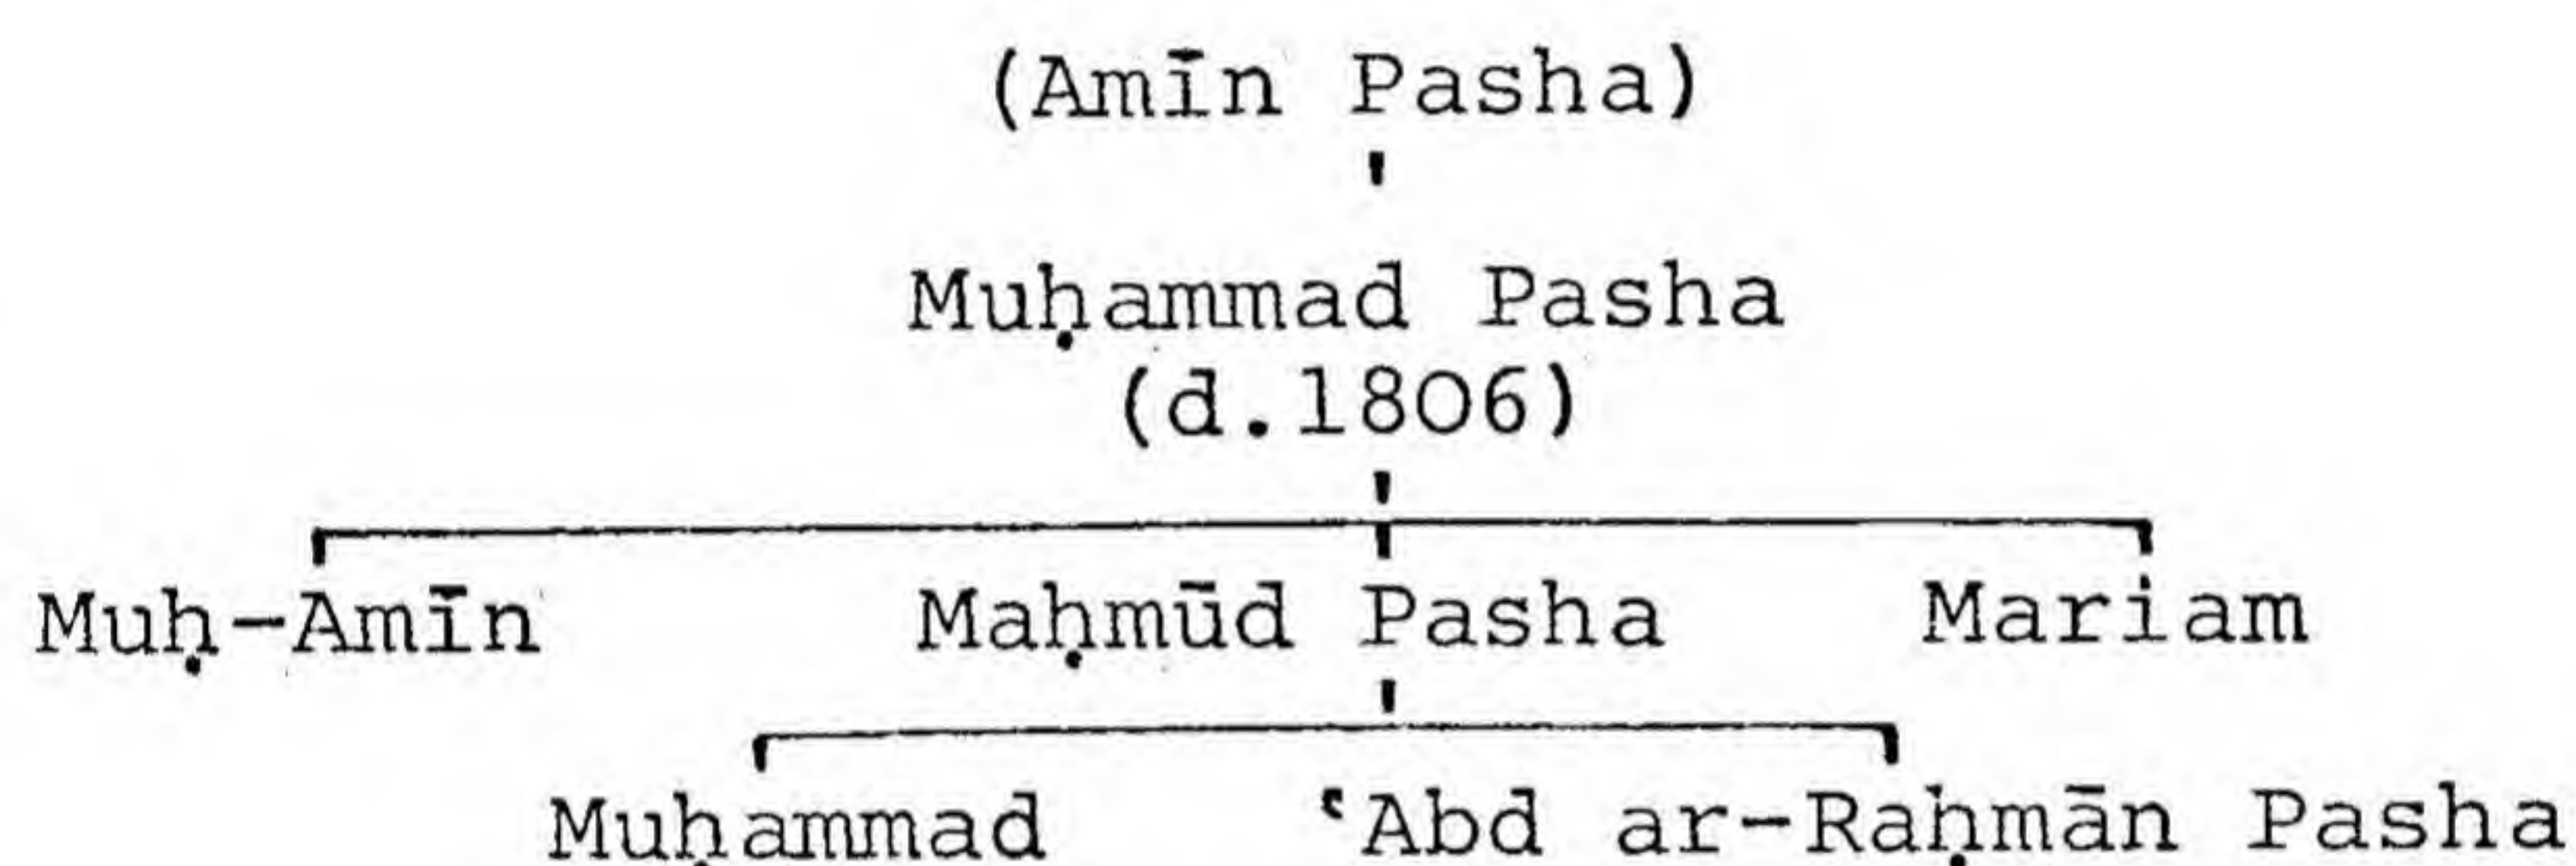 (Amīn Pasha)
Muḥammad Pasha
(d.1806)
Muḥ-Amīn Maḥmūd Pasha Mariam
Muḥammad ʿAbd ar-Raḥmān Pasha